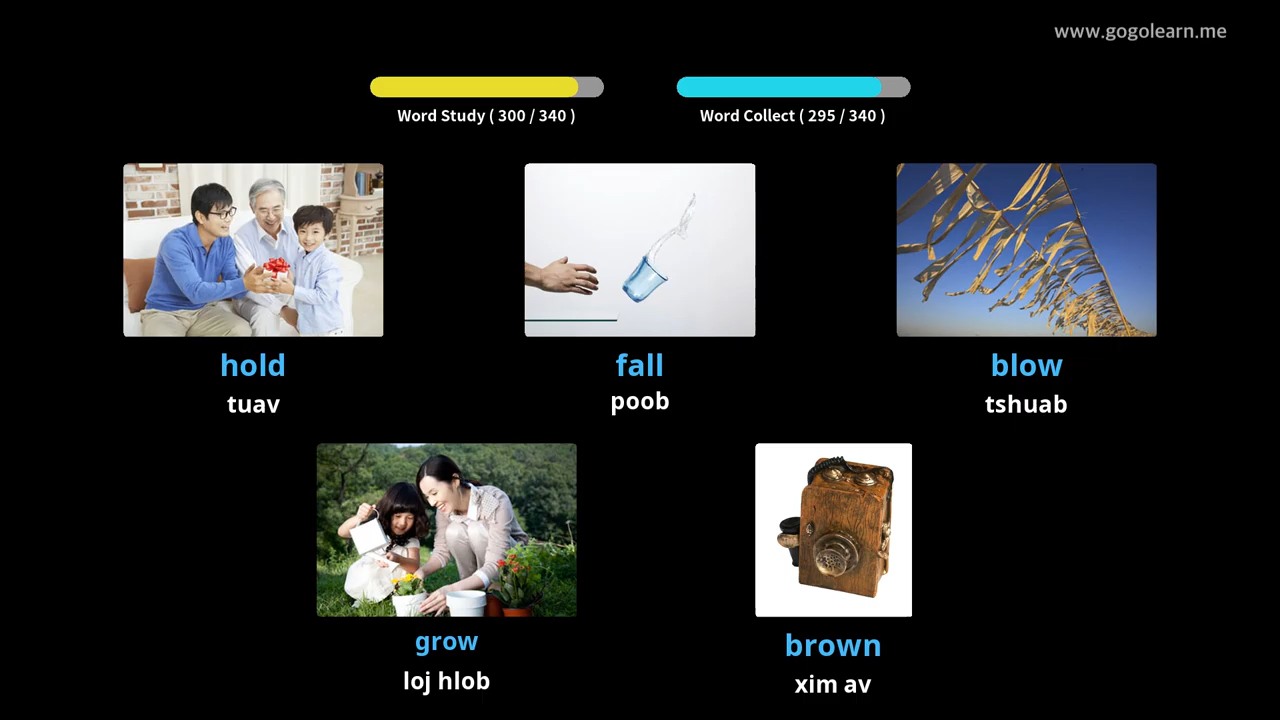 www.gogolearn.me
Word Study ( 300 / 340 )
Word Collect ( 295 / 340 )
hold
tuav
fall
poob
blow
tshuab
grow
loj hlob
brown
xim av